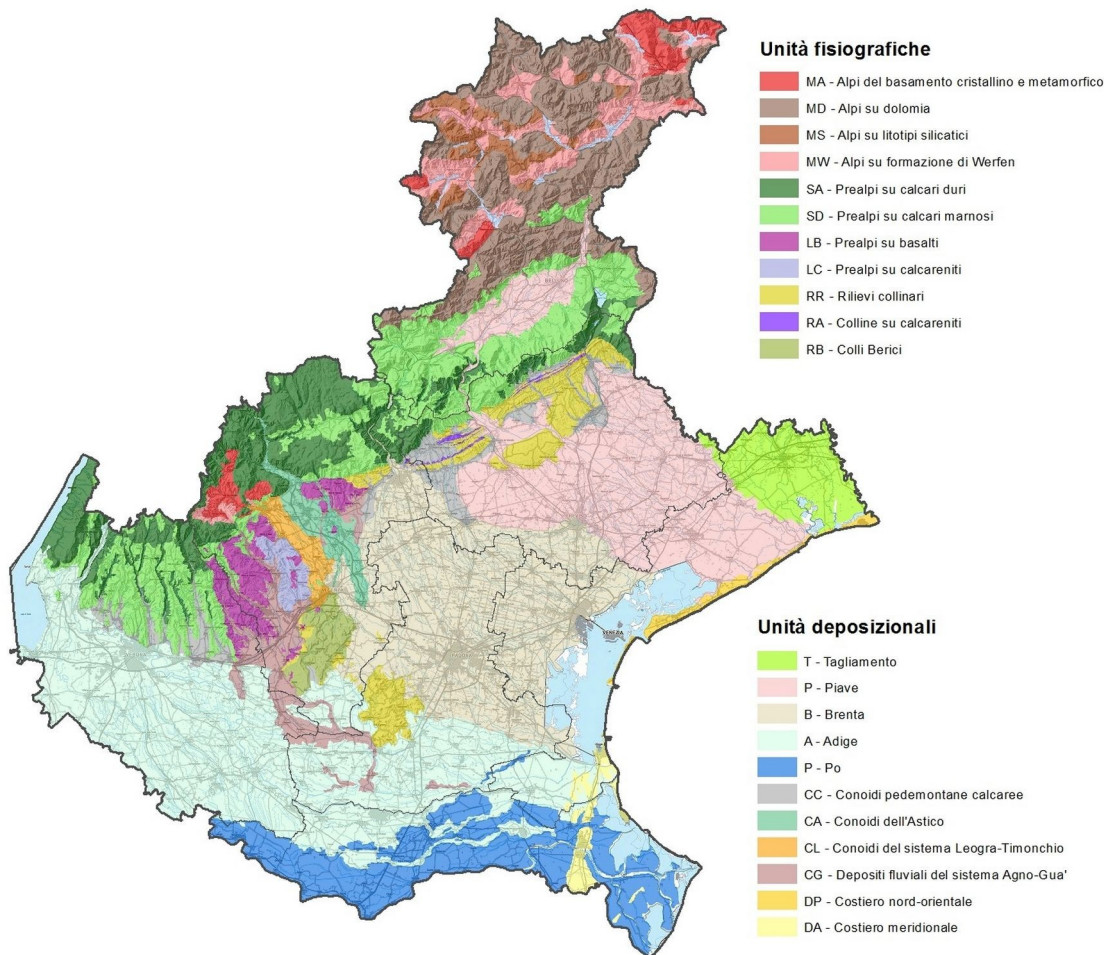 Unità fisiografiche
MA - Alpi del basamento cristallino e metamorfico
MD - Alpi su dolomia
MS - Alpi su litotipi silicatici
MW - Alpi su formazione di Werfen
SA - Prealpi su calcari duri
SD - Prealpi su calcari marnosi
LB - Prealpi su basalti
LC - Prealpi su calcareniti
RR - Rilievi collinari
RA - Colline su calcareniti
RB - Colli Berici
VENEZIA
Unità deposizionali
T - Tagliamento
P - Piave
B - Brenta
A - Adige
P - Po
CC - Conoidi pedemontane calcaree
CA - Conoidi dell'Astico
CL - Conoidi del sistema Leogra-Timonchio
CG - Depositi fluviali del sistema Agno-Gua'
DP - Costiero nord-orientale
DA - Costiero meridionale